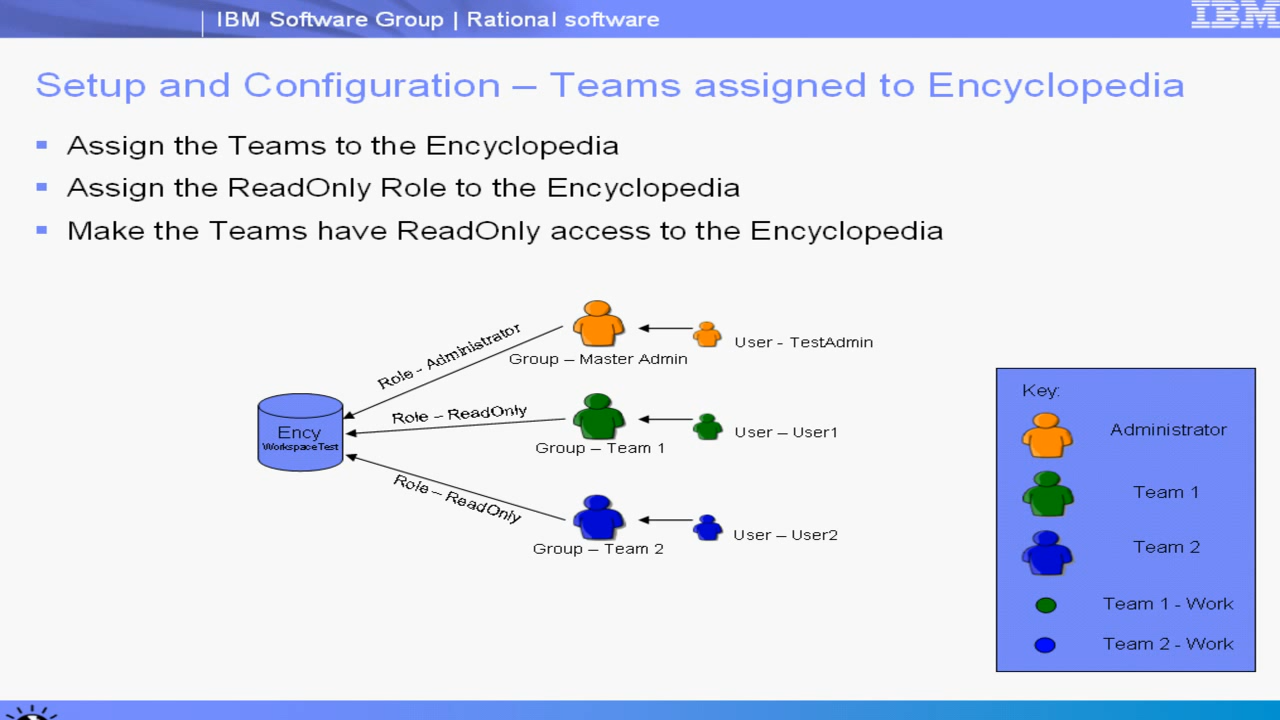 IBM Software Group | Rational software
IBM
Setup and Configuration – Teams assigned to Encyclopedia
Assign the Teams to the Encyclopedia
Assign the ReadOnly Role to the Encyclopedia
Make the Teams have ReadOnly access to the Encyclopedia
Role - Administrator
Group – Master Admin
User - TestAdmin
Ency
WorkspaceTest
Role – ReadOnly
Group – Team 1
User – User1
Role – ReadOnly
Group – Team 2
User – User2
Key:
Administrator
Team 1
Team 2
Team 1 - Work
Team 2 - Work